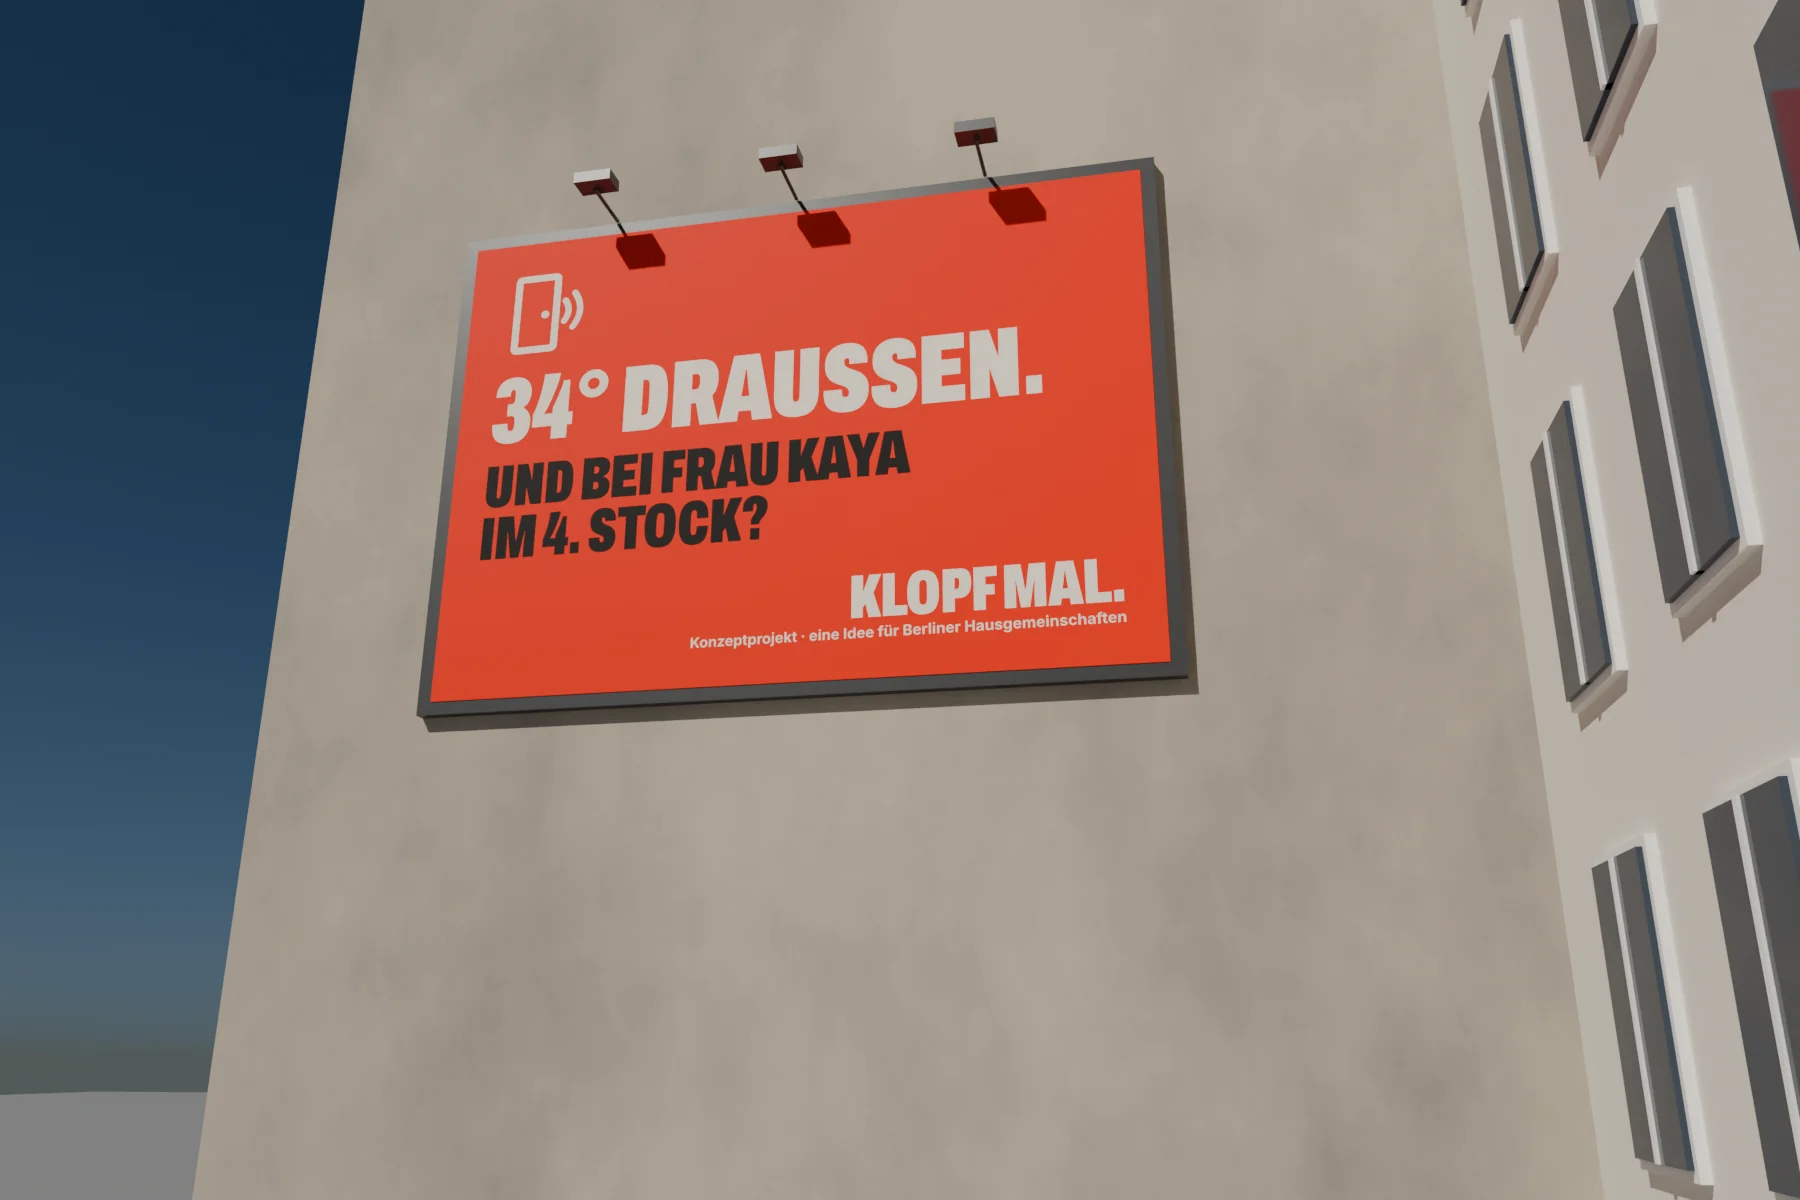 34° DRAUSSEN.
UND BEI FRAU KAYA
IM 4. STOCK?
KLOPF MAL.
Konzeptprojekt · eine Idee für Berliner Hausgemeinschaften